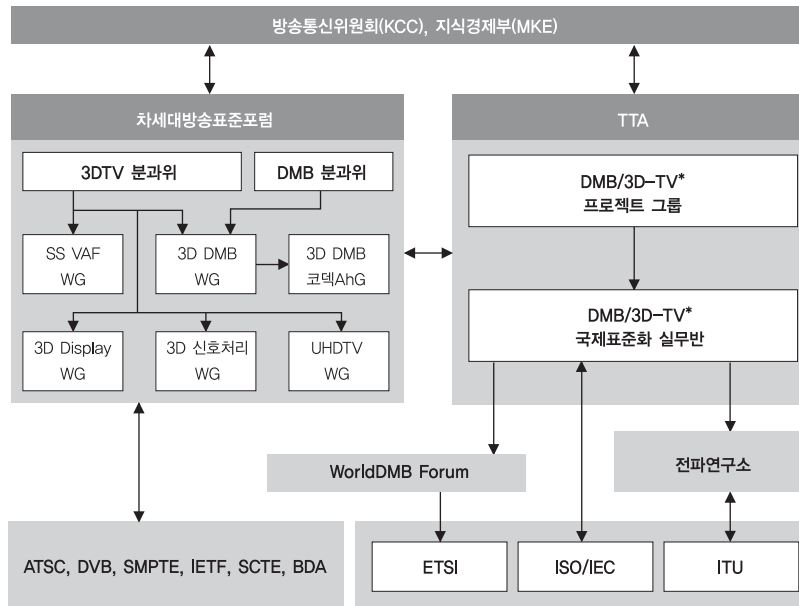 방송통신위원회(KCC), 지식경제부(MKE)
차세대방송표준포럼
3DTV 분과위
DMB 분과위
SS VAF
WG
3D DMB
WG
3D DMB
코덱AhG
3D Display
WG
3D 신호처리
WG
UHDTV
WG
TTA
DMB/3D-TV*
프로젝트 그룹
DMB/3D-TV*
국제표준화 실무반
WorldDMB Forum
전파연구소
ATSC, DVB, SMPTE, IETF, SCTE, BDA
ETSI
ISO/IEC
ITU